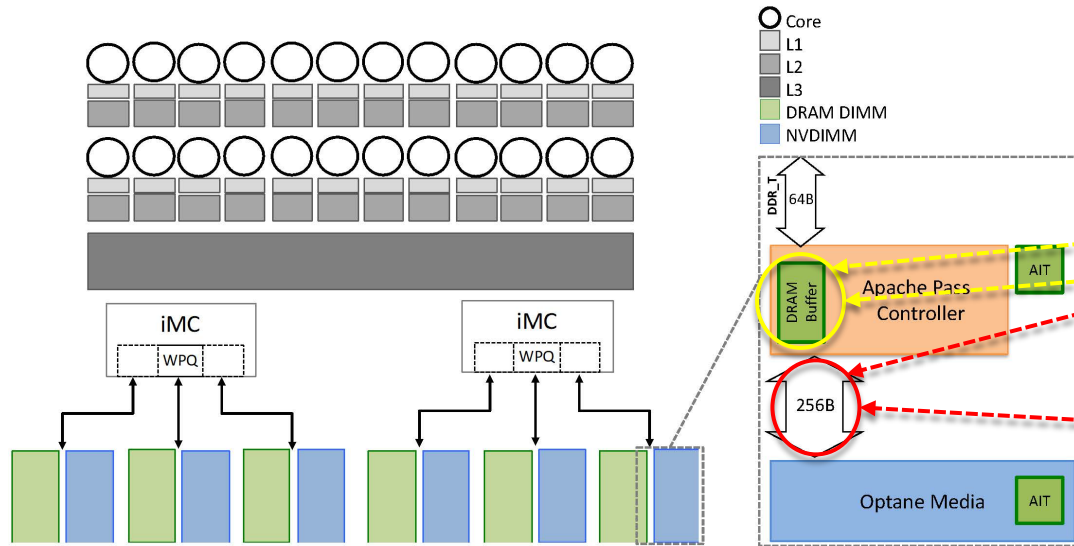 Core
L1
L2
L3
DRAM DIMM
NVDIMM
iMC
WPQ
iMC
WPQ
DDR_T
64B
DRAM
Buffer
Apache Pass
Controller
AIT
256B
Optane Media
AIT